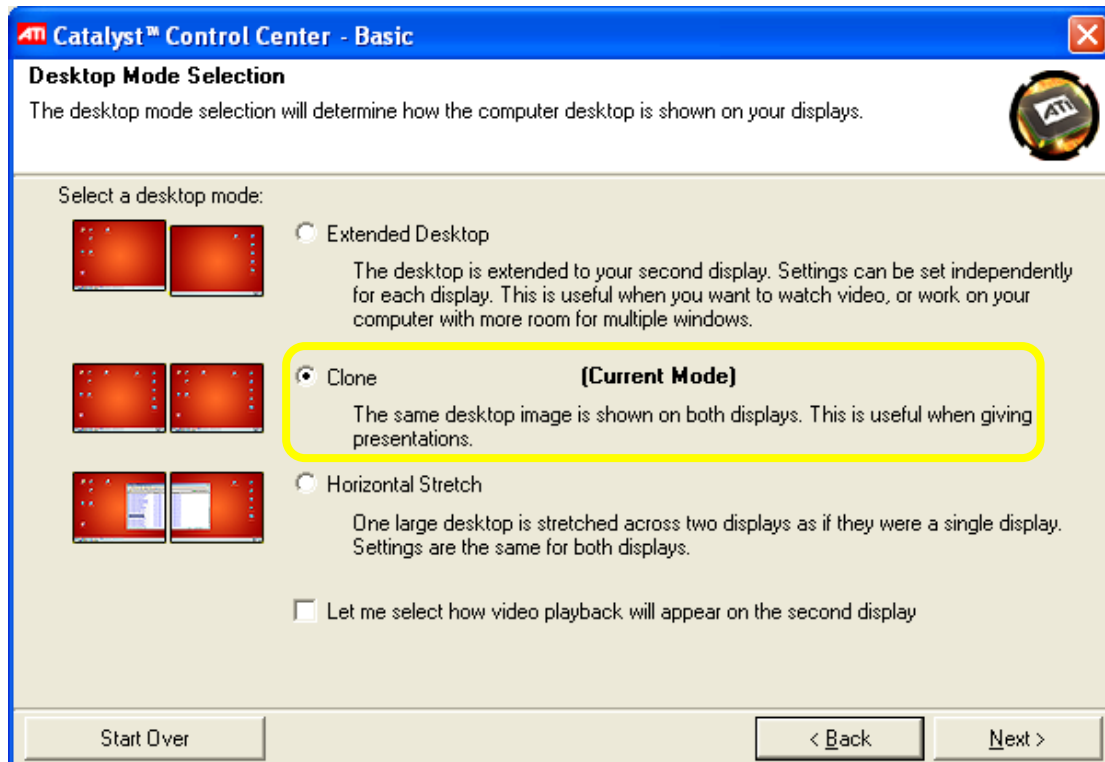 ATI Catalyst™ Control Center - Basic
Desktop Mode Selection
The desktop mode selection will determine how the computer desktop is shown on your displays.
ATI
Select a desktop mode:
Extended Desktop
The desktop is extended to your second display. Settings can be set independently
for each display. This is useful when you want to watch video, or work on your
computer with more room for multiple windows.
Clone (Current Mode)
The same desktop image is shown on both displays. This is useful when giving
presentations.
Horizontal Stretch
One large desktop is stretched across two displays as if they were a single display.
Settings are the same for both displays.
Let me select how video playback will appear on the second display
Start Over < Back Next >